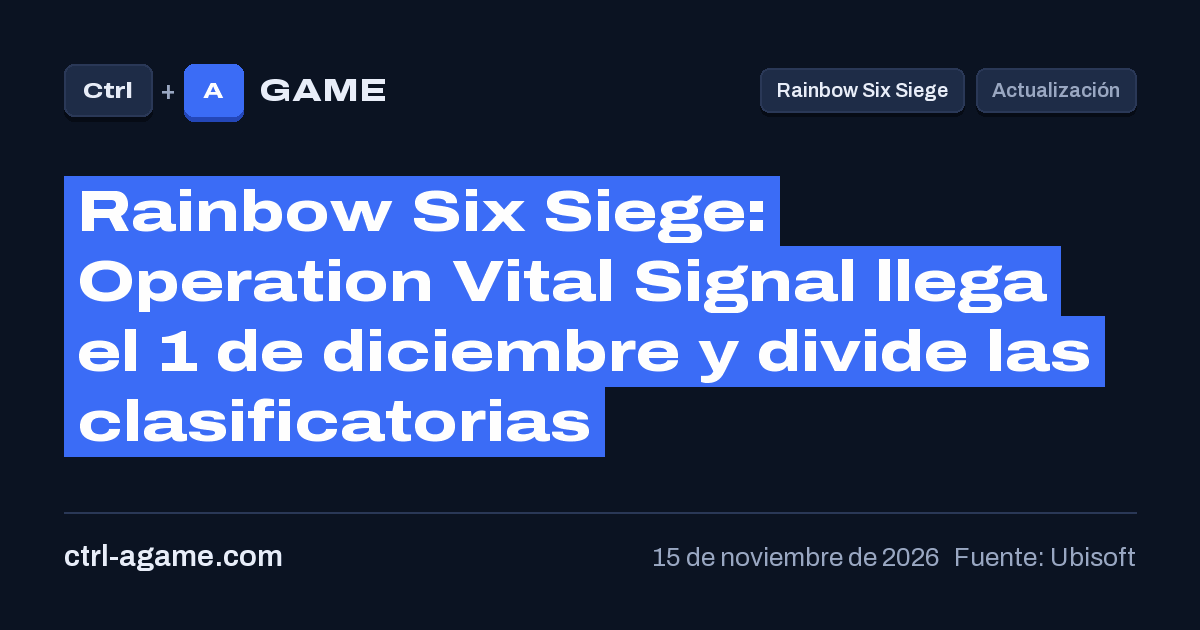 Ctrl + A GAME
Rainbow Six Siege Actualización
Rainbow Six Siege:
Operation Vital Signal llega
el 1 de diciembre y divide las
clasificatorias
ctrl-agame.com
15 de noviembre de 2026 Fuente: Ubisoft